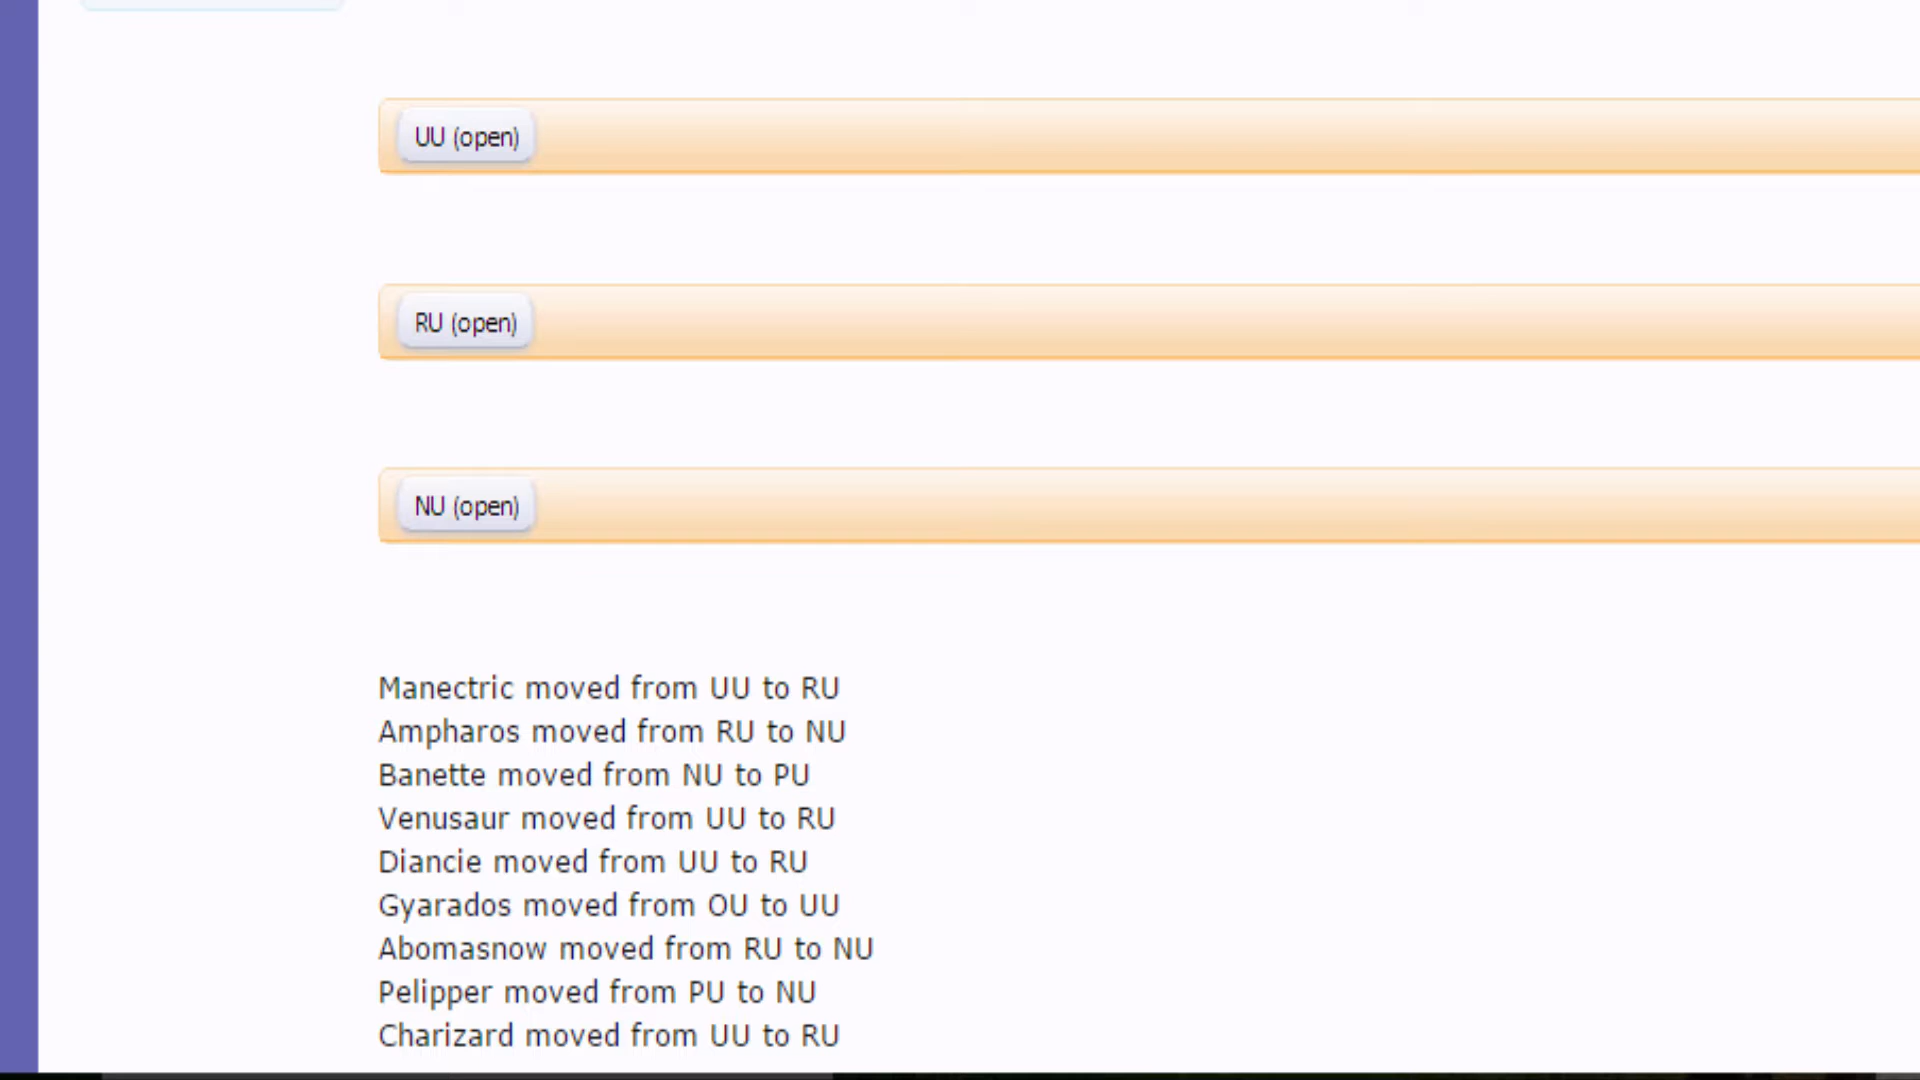 UU (open)
RU (open)
NU (open)
Manectric moved from UU to RU
Ampharos moved from RU to NU
Banette moved from NU to PU
Venusaur moved from UU to RU
Diancie moved from UU to RU
Gyarados moved from OU to UU
Abomasnow moved from RU to NU
Pelipper moved from PU to NU
Charizard moved from UU to RU